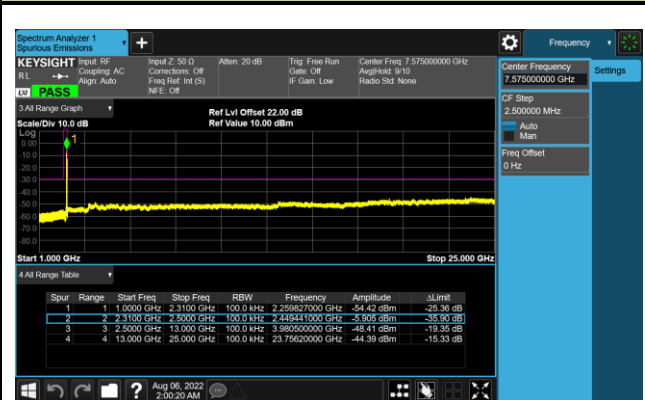 Spectrum Analyzer 1
Spurious Emissions
Frequency
KEYSIGHT Input: RF Input Z: 50 Ω Atten: 20 dB Trig: Free Run Center Freq: 7.575000000 GHz
RL Coupling: AC Corrections: Off Gate: Off Avg|Hold: 9/10
Align: Auto Freq Ref: Int (S) IF Gain: Low Radio Std: None
NFE: Off
LXI PASS
Center Frequency
7.575000000 GHz
Settings
CF Step
2.500000 MHz
Auto
Man
Freq Offset
0 Hz
3 All Range Graph
Ref Lvl Offset 22.00 dB
Scale/Div 10.0 dB Ref Value 10.00 dBm
Log
1
0.00
-10.0
-20.0
-30.0
-40.0
-50.0
-60.0
-70.0
-80.0
Start 1.000 GHz Stop 25.000 GHz
4 All Range Table
Spur Range Start Freq Stop Freq RBW Frequency Amplitude ΔLimit
1 1 1.0000 GHz 2.3100 GHz 100.0 kHz 2.259827000 GHz -54.42 dBm -25.36 dB
2 2 2.3100 GHz 2.5000 GHz 100.0 kHz 2.449441000 GHz -5.905 dBm -35.90 dB
3 3 2.5000 GHz 13.000 GHz 100.0 kHz 3.980500000 GHz -48.41 dBm -19.35 dB
4 4 13.000 GHz 25.000 GHz 100.0 kHz 23.75620000 GHz -44.39 dBm -15.33 dB
? Aug 06, 2022
2:00:20 AM